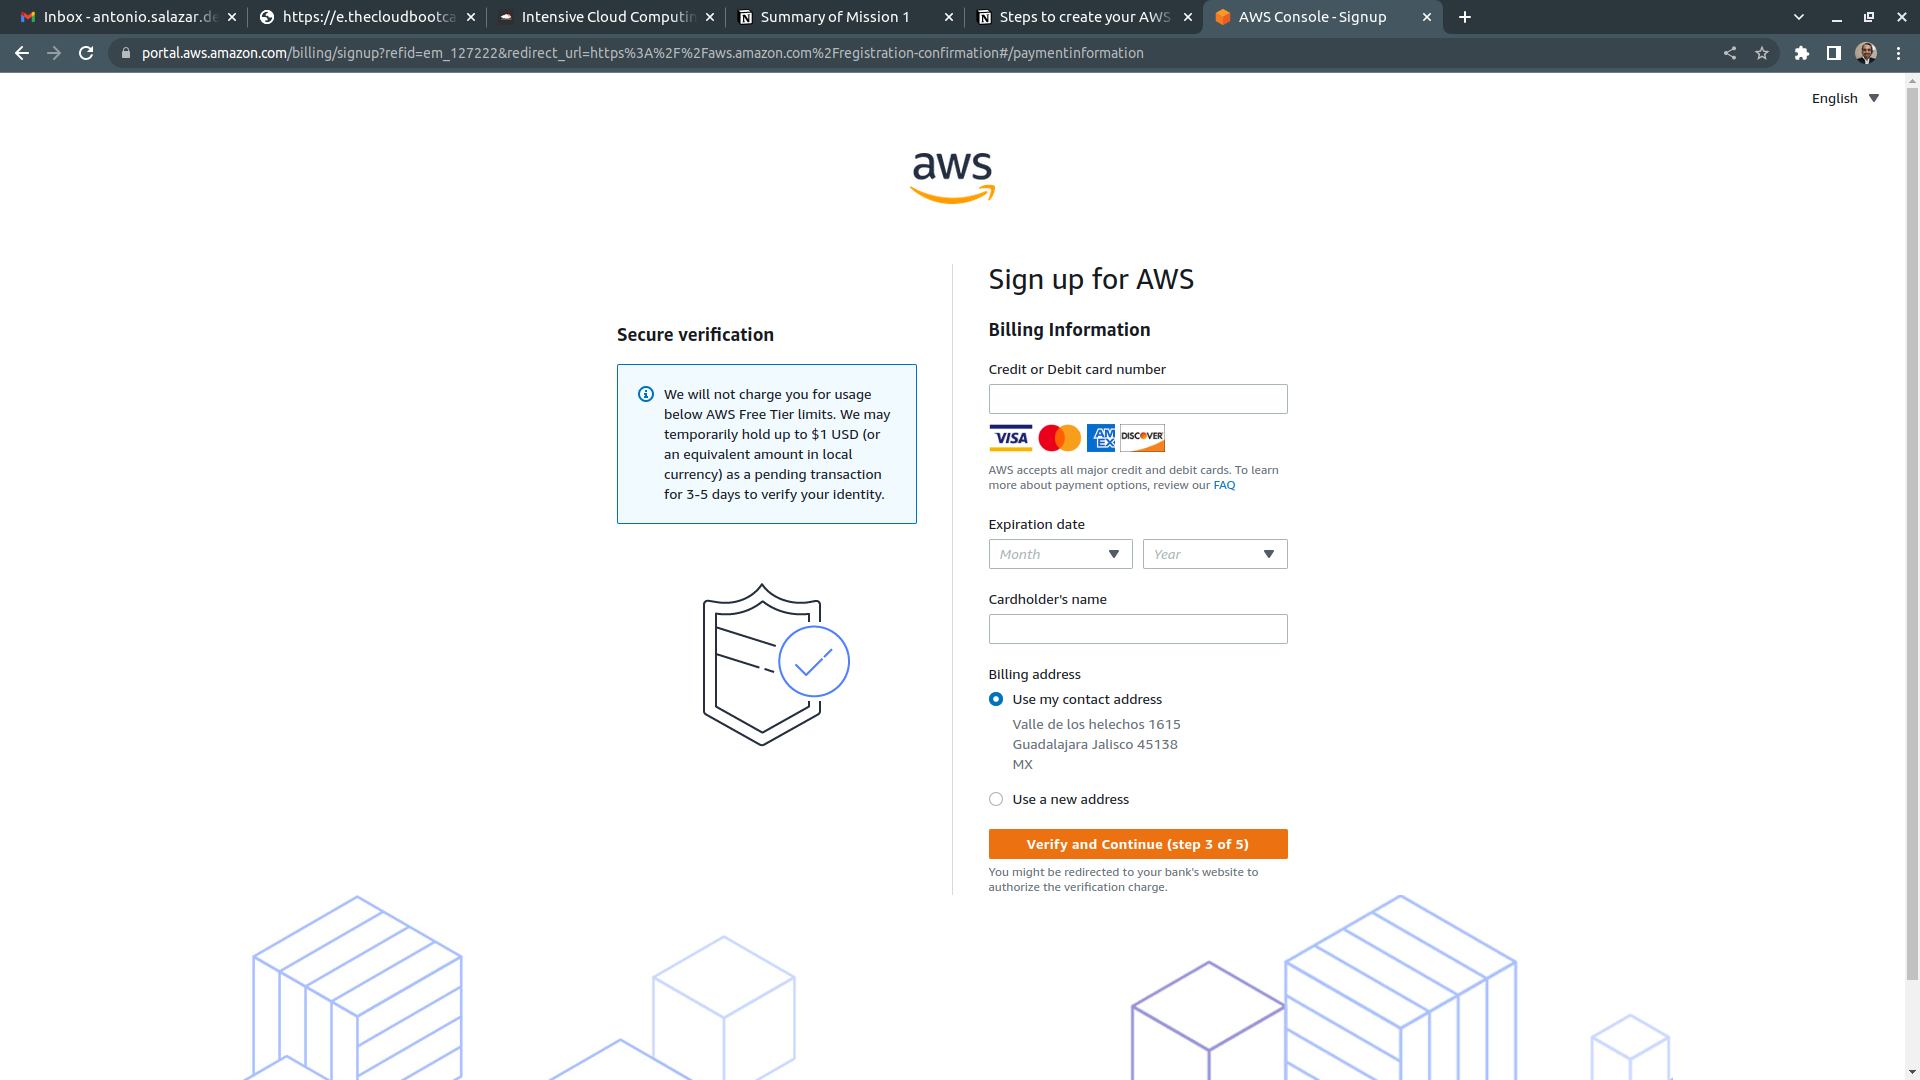 Inbox - antonio.salazar.de
https://e.thecloudbootca
Intensive Cloud Computin
Summary of Mission 1
Steps to create your AWS
AWS Console - Signup
portal.aws.amazon.com/billing/signup?refid=em_127222&redirect_url=https%3A%2F%2Faws.amazon.com%2Fregistration-confirmation#/paymentinformation
English
aws
Secure verification
We will not charge you for usage
below AWS Free Tier limits. We may
temporarily hold up to $1 USD (or
an equivalent amount in local
currency) as a pending transaction
for 3-5 days to verify your identity.
Sign up for AWS
Billing Information
Credit or Debit card number
VISA
AM
EX
DISCOVER
AWS accepts all major credit and debit cards. To learn
more about payment options, review our FAQ
Expiration date
Month
Year
Cardholder's name
Billing address
Use my contact address
Valle de los helechos 1615
Guadalajara Jalisco 45138
MX
Use a new address
Verify and Continue (step 3 of 5)
You might be redirected to your bank's website to
authorize the verification charge.